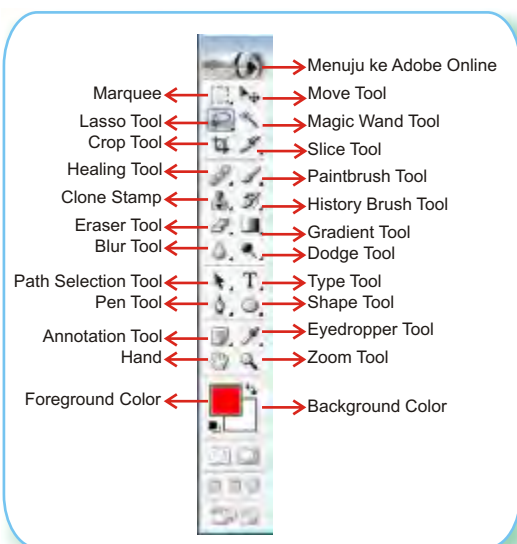 Menuju ke Adobe Online
Marquee Move Tool
Lasso Tool Magic Wand Tool
Crop Tool Slice Tool
Healing Tool Paintbrush Tool
Clone Stamp History Brush Tool
Eraser Tool Gradient Tool
Blur Tool Dodge Tool
Path Selection Tool T Type Tool
Pen Tool Shape Tool
Annotation Tool Eyedropper Tool
Hand Zoom Tool
Foreground Color Background Color